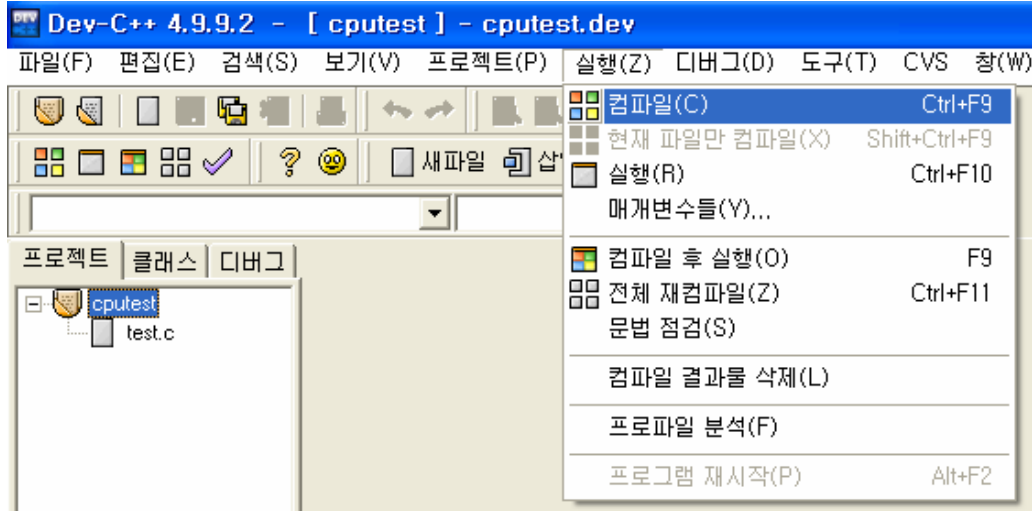 Dev-C++ 4.9.9.2 - [ cputest ] - cputest.dev
파일(F) 편집(E) 검색(S) 보기(V) 프로젝트(P) 실행(Z) 디버그(D) 도구(T) CVS 창(W)
컴파일(C) Ctrl+F9
현재 파일만 컴파일(X) Shift+Ctrl+F9
실행(R) Ctrl+F10
매개변수들(Y)...
컴파일 후 실행(O) F9
전체 재컴파일(Z) Ctrl+F11
문법 점검(S)
컴파일 결과물 삭제(L)
프로파일 분석(F)
프로그램 재시작(P) Alt+F2
새파일
프로젝트 클래스 디버그
cputest
test.c